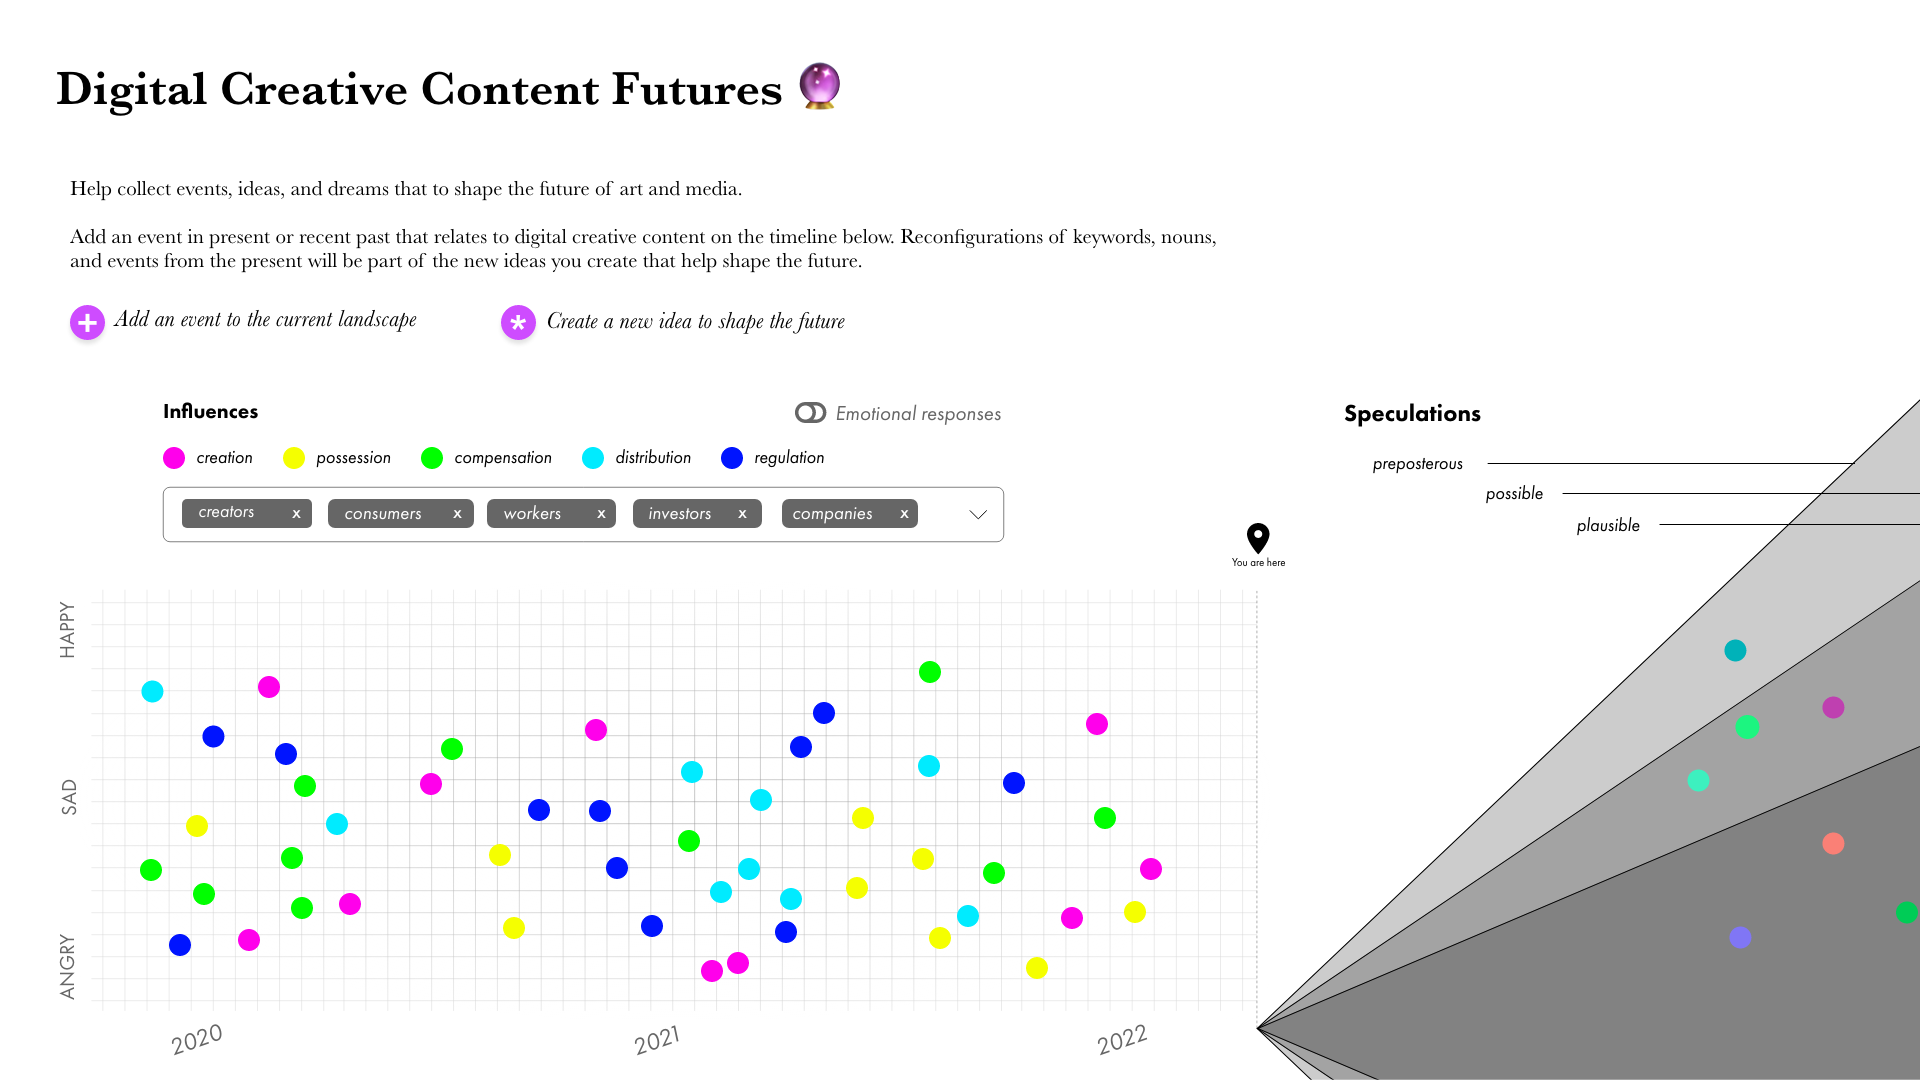 Digital Creative Content Futures
Help collect events, ideas, and dreams that to shape the future of art and media.
Add an event in present or recent past that relates to digital creative content on the timeline below. Reconfigurations of keywords, nouns,
and events from the present will be part of the new ideas you create that help shape the future.
+ Add an event to the current landscape
* Create a new idea to shape the future
Influences
Emotional responses
creation possession compensation distribution regulation
creators x consumers x workers x investors x companies x
Speculations
preposterous
possible
plausible
You are here
HAPPY
SAD
ANGRY
2020 2021 2022